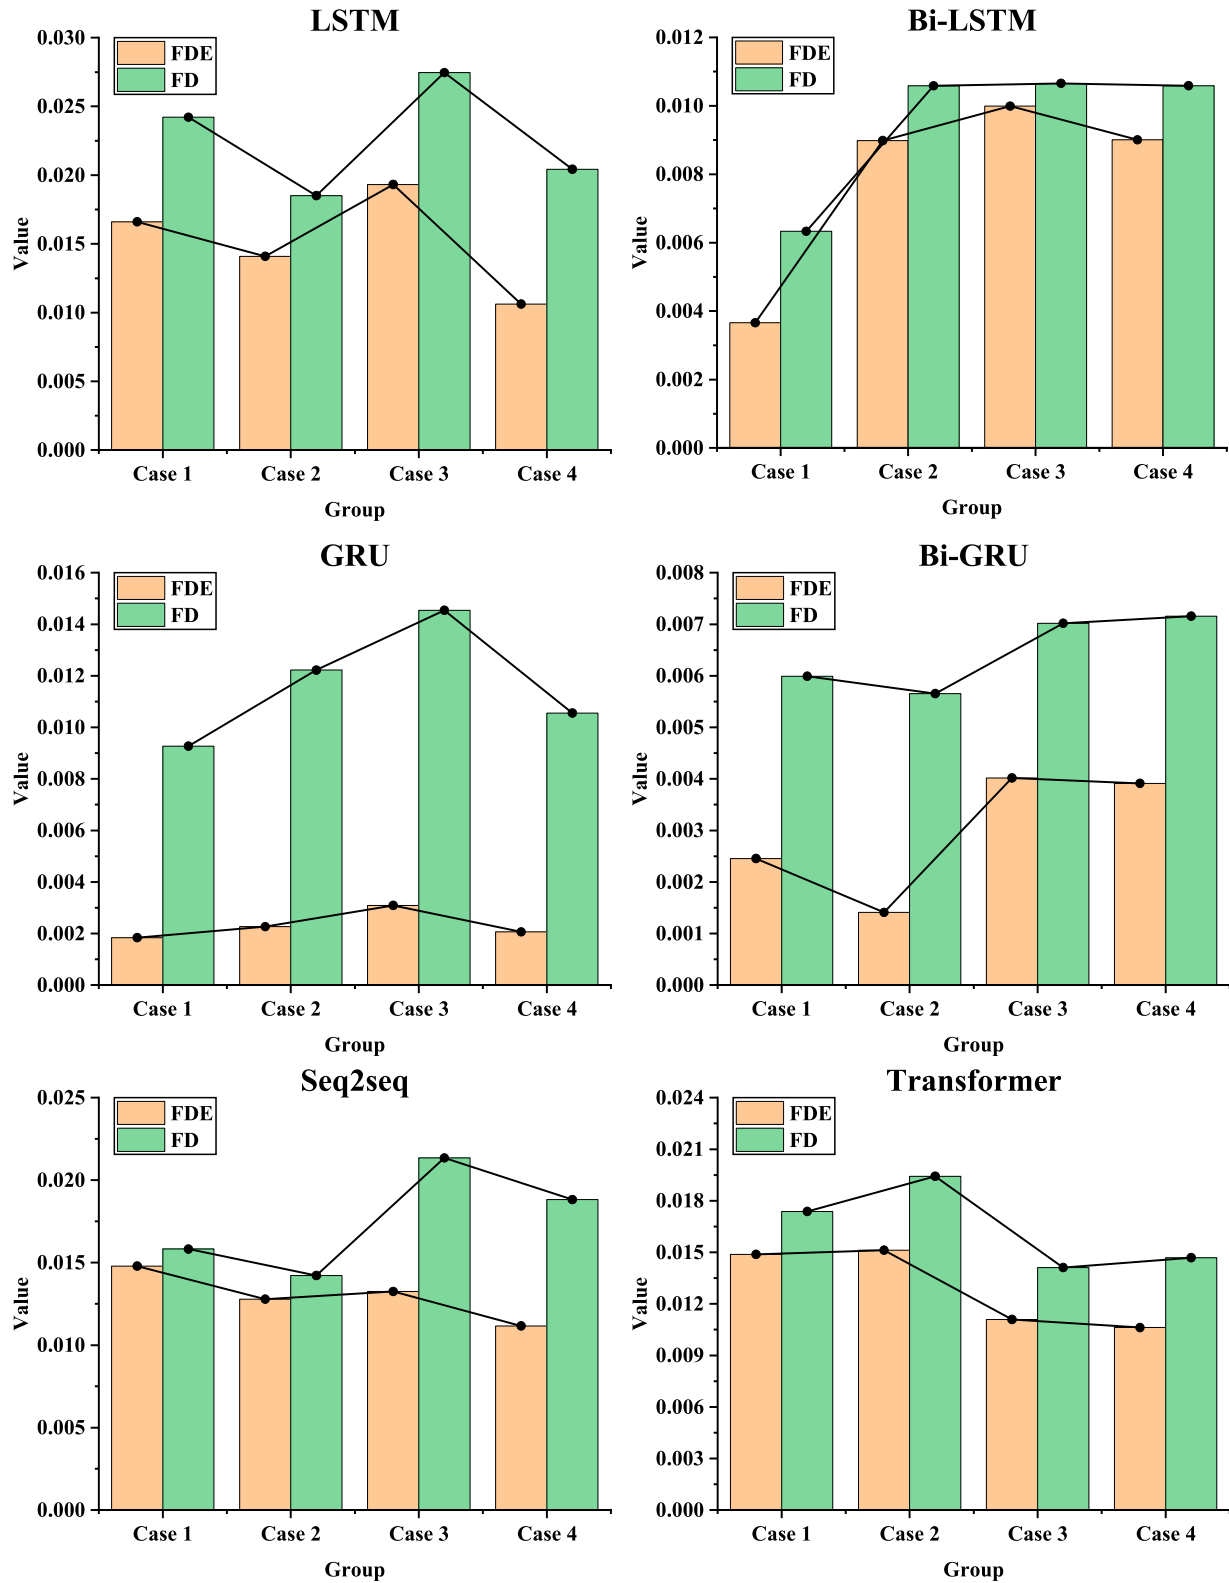 LSTM
FDE
FD
0.030
0.025
0.020
0.015
0.010
0.005
0.000
Value
Case 1 Case 2 Case 3 Case 4
Group
Bi-LSTM
FDE
FD
0.012
0.010
0.008
0.006
0.004
0.002
0.000
Value
Case 1 Case 2 Case 3 Case 4
Group
GRU
FDE
FD
0.016
0.014
0.012
0.010
0.008
0.006
0.004
0.002
0.000
Value
Case 1 Case 2 Case 3 Case 4
Group
Bi-GRU
FDE
FD
0.008
0.007
0.006
0.005
0.004
0.003
0.002
0.001
0.000
Value
Case 1 Case 2 Case 3 Case 4
Group
Seq2seq
FDE
FD
0.025
0.020
0.015
0.010
0.005
0.000
Value
Case 1 Case 2 Case 3 Case 4
Group
Transformer
FDE
FD
0.024
0.021
0.018
0.015
0.012
0.009
0.006
0.003
0.000
Value
Case 1 Case 2 Case 3 Case 4
Group